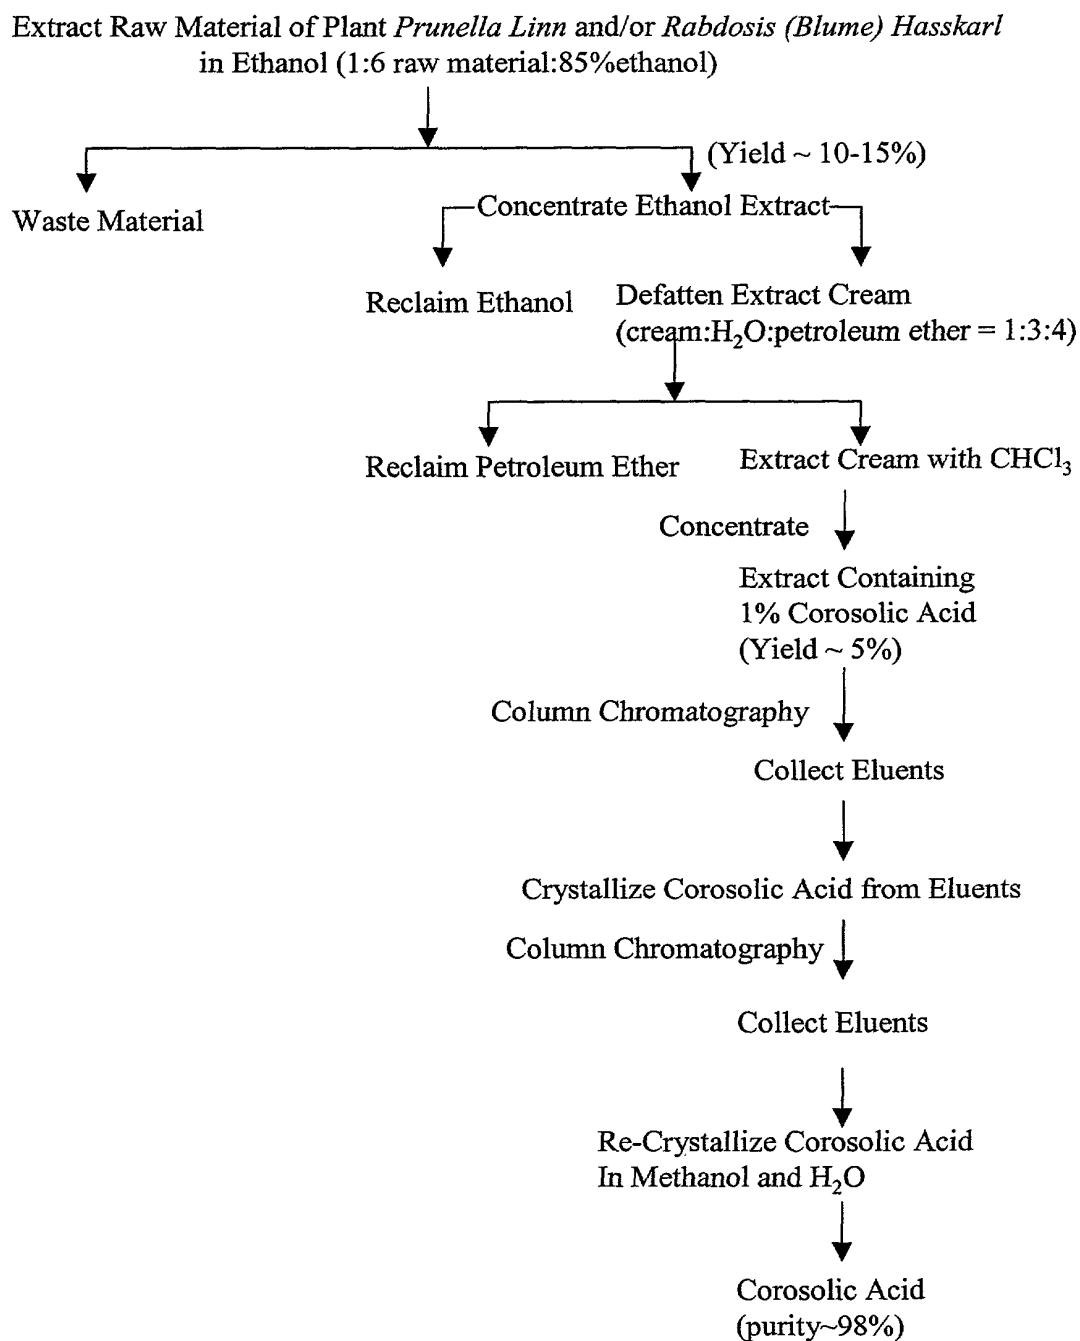 Extract Raw Material of Plant Prunella Linn and/or Rabdosis (Blume) Hasskarl
in Ethanol (1:6 raw material:85%ethanol)
(Yield ~ 10-15%)
Waste Material
Concentrate Ethanol Extract
Reclaim Ethanol
Defatten Extract Cream
(cream:H₂O:petroleum ether = 1:3:4)
Reclaim Petroleum Ether
Extract Cream with CHCl₃
Concentrate
Extract Containing
1% Corosolic Acid
(Yield ~ 5%)
Column Chromatography
Collect Eluents
Crystallize Corosolic Acid from Eluents
Column Chromatography
Collect Eluents
Re-Crystallize Corosolic Acid
In Methanol and H₂O
Corosolic Acid
(purity~98%)